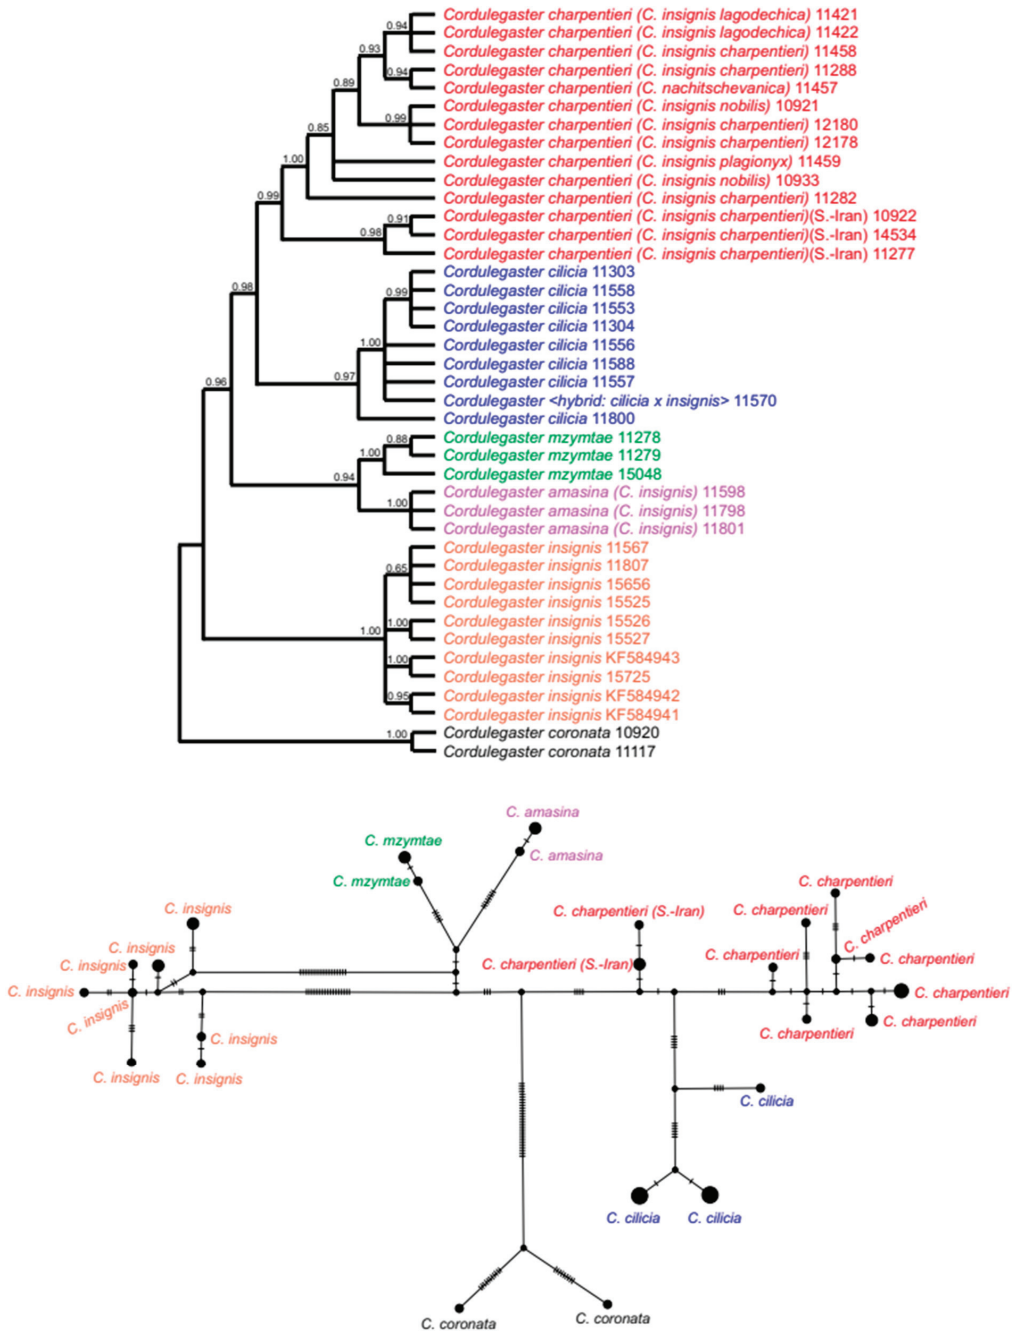 Cordulegaster charpentieri (C. insignis lagodechica) 11421
0.94 Cordulegaster charpentieri (C. insignis lagodechica) 11422
0.93 Cordulegaster charpentieri (C. insignis charpentieri) 11458
0.94 Cordulegaster charpentieri (C. insignis charpentieri) 11288
0.89 Cordulegaster charpentieri (C. nachitschevanica) 11457
Cordulegaster charpentieri (C. insignis nobilis) 10921
0.99 Cordulegaster charpentieri (C. insignis charpentieri) 12180
0.85 Cordulegaster charpentieri (C. insignis charpentieri) 12178
1.00 Cordulegaster charpentieri (C. insignis plagionyx) 11459
Cordulegaster charpentieri (C. insignis nobilis) 10933
0.99 Cordulegaster charpentieri (C. insignis charpentieri) 11282
0.91 Cordulegaster charpentieri (C. insignis charpentieri)(S.-Iran) 10922
0.98 Cordulegaster charpentieri (C. insignis charpentieri)(S.-Iran) 14534
Cordulegaster charpentieri (C. insignis charpentieri)(S.-Iran) 11277
Cordulegaster cilicia 11303
0.98 0.99 Cordulegaster cilicia 11558
Cordulegaster cilicia 11553
Cordulegaster cilicia 11304
1.00 Cordulegaster cilicia 11556
Cordulegaster cilicia 11588
0.96 0.97 Cordulegaster cilicia 11557
Cordulegaster <hybrid: cilicia x insignis> 11570
Cordulegaster cilicia 11800
0.88 Cordulegaster mzymtae 11278
1.00 Cordulegaster mzymtae 11279
0.94 Cordulegaster mzymtae 15048
Cordulegaster amasina (C. insignis) 11598
1.00 Cordulegaster amasina (C. insignis) 11798
Cordulegaster amasina (C. insignis) 11801
Cordulegaster insignis 11567
0.65 Cordulegaster insignis 11807
Cordulegaster insignis 15656
Cordulegaster insignis 15525
1.00 Cordulegaster insignis 15526
1.00 Cordulegaster insignis 15527
1.00 Cordulegaster insignis KF584943
Cordulegaster insignis 15725
0.95 Cordulegaster insignis KF584942
Cordulegaster insignis KF584941
1.00 Cordulegaster coronata 10920
Cordulegaster coronata 11117
C. amasina
C. mzymtae
C. amasina
C. mzymtae
C. charpentieri
C. insignis
C. charpentieri (S.-Iran)
C. charpentieri
C. charpentieri
C. insignis
C. charpentieri
C. charpentieri
C. insignis
C. charpentieri (S.-Iran)
C. insignis
C. charpentieri
C. insignis
C. charpentieri
C. charpentieri
C. insignis
C. insignis
C. insignis
C. cilicia
C. cilicia
C. cilicia
C. coronata
C. coronata